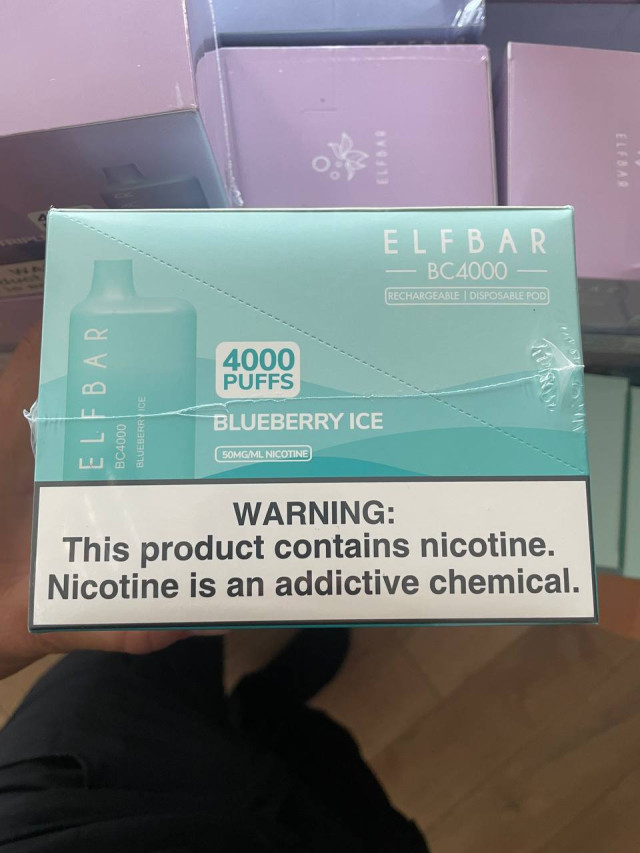 ELFBAR
ELFBAR
TRIPLE
ELFBAR
BC4000
RECHARGEABLE | DISPOSABLE POD
ELFBAR
BC4000
BLUEBERRY ICE
4000
PUFFS
BLUEBERRY ICE
50MG/ML NICOTINE
WARNING:
This product contains nicotine.
Nicotine is an addictive chemical.